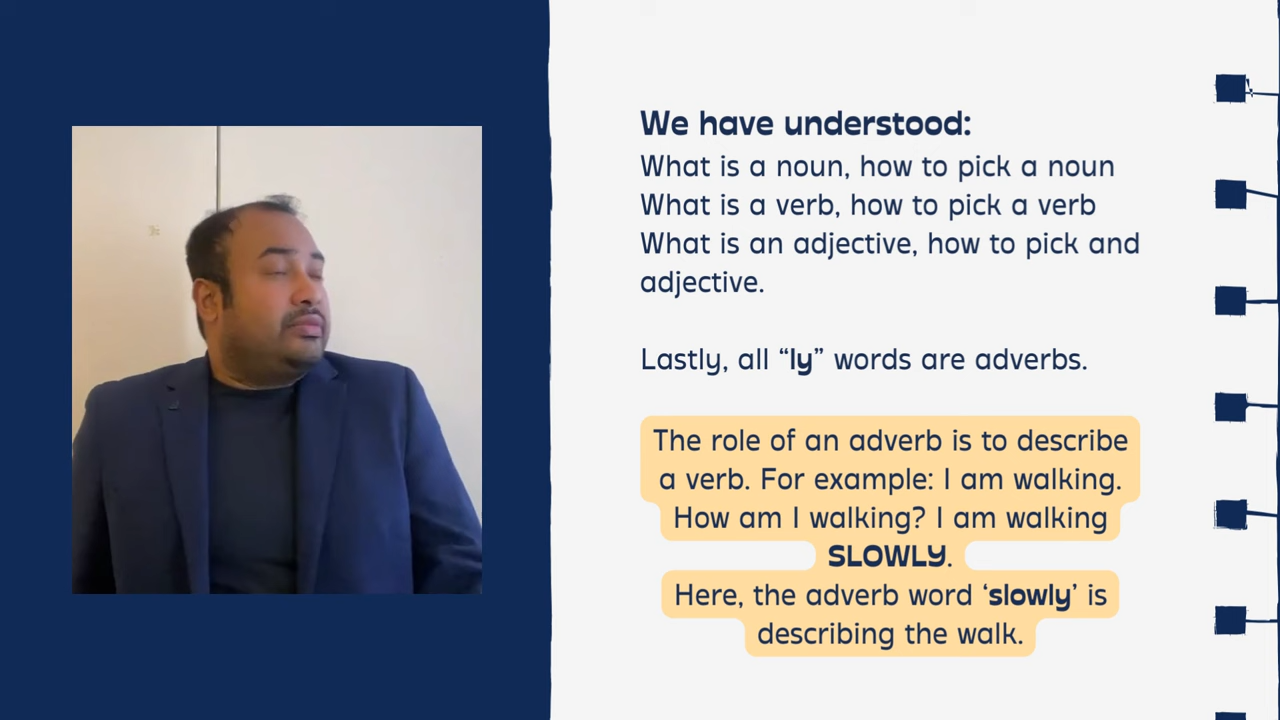 We have understood:
What is a noun, how to pick a noun
What is a verb, how to pick a verb
What is an adjective, how to pick and
adjective.
Lastly, all “ly” words are adverbs.
The role of an adverb is to describe
a verb. For example: I am walking.
How am I walking? I am walking
SLOWLY.
Here, the adverb word ‘slowly’ is
describing the walk.